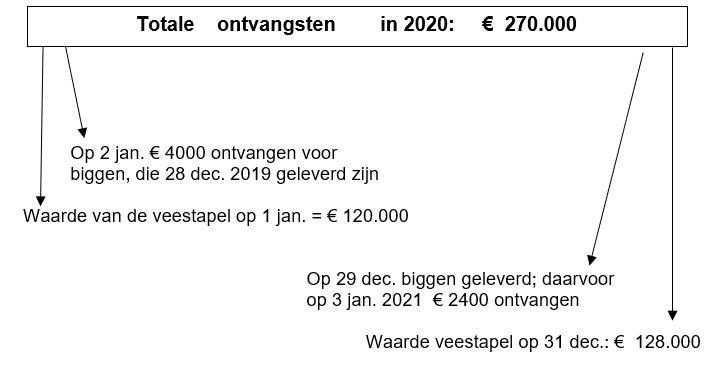 Totale ontvangsten in 2020: € 270.000
Op 2 jan. € 4000 ontvangen voor
biggen, die 28 dec. 2019 geleverd zijn
Waarde van de veestapel op 1 jan. = € 120.000
Op 29 dec. biggen geleverd; daarvoor
op 3 jan. 2021 € 2400 ontvangen
Waarde veestapel op 31 dec.: € 128.000